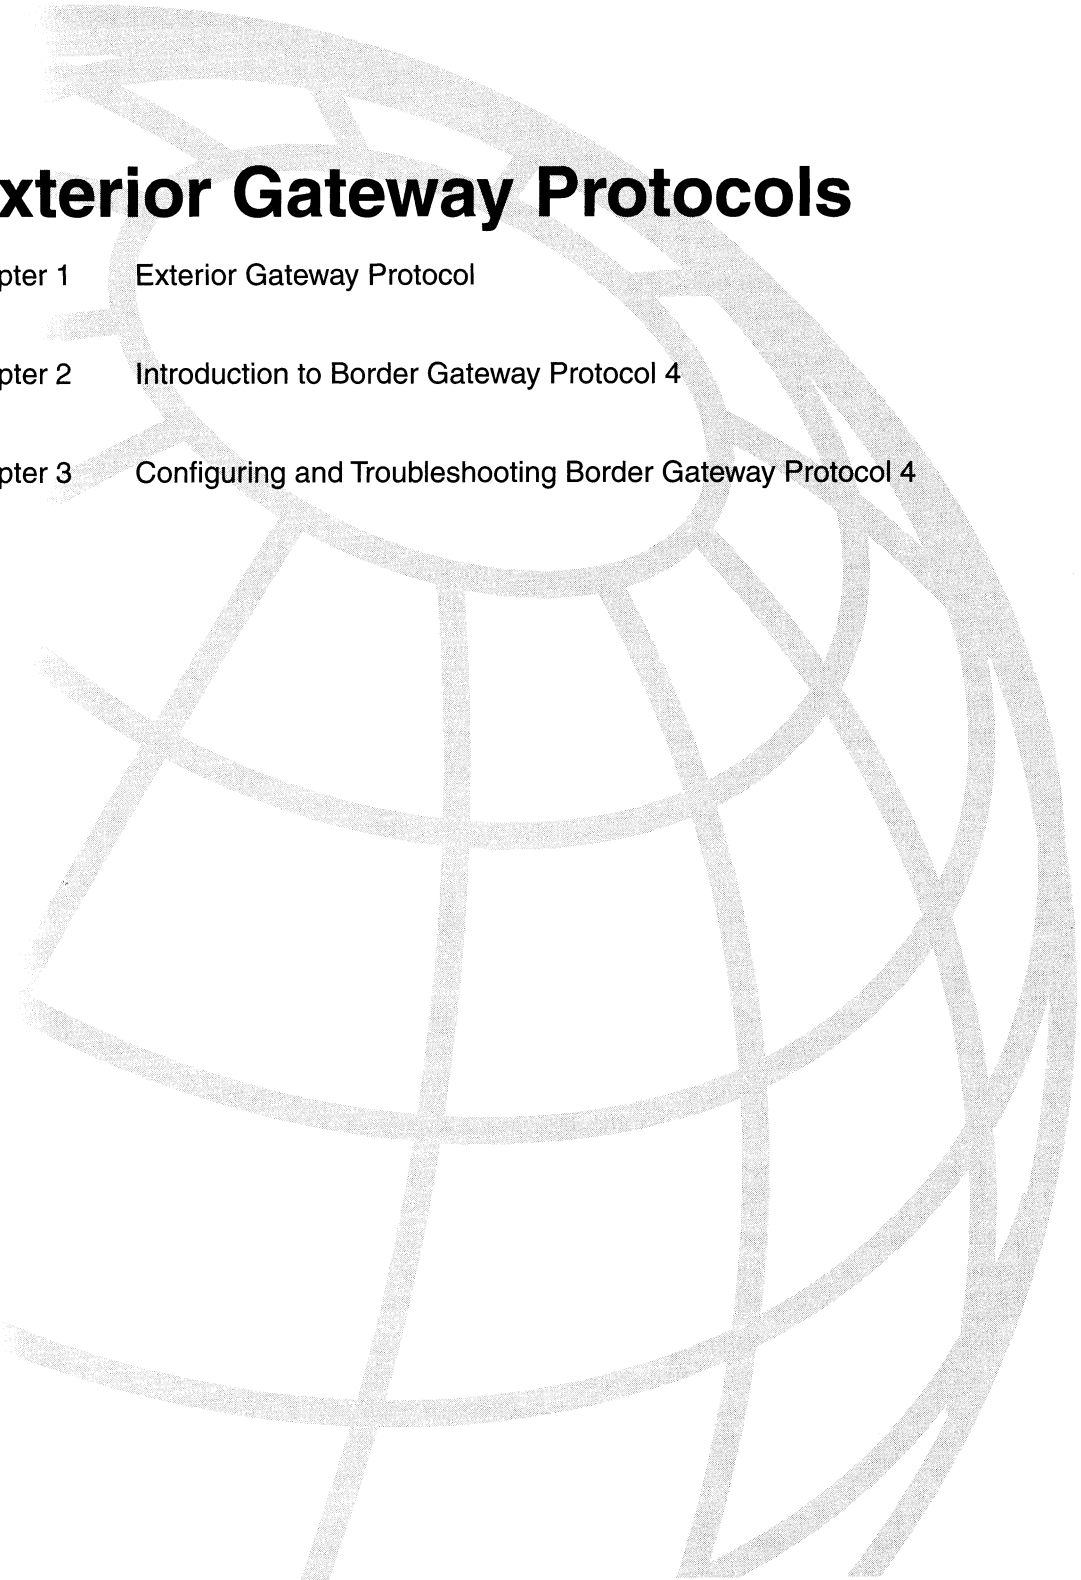 xterior Gateway Protocols
pter 1 Exterior Gateway Protocol
pter 2 Introduction to Border Gateway Protocol 4
pter 3 Configuring and Troubleshooting Border Gateway Protocol 4